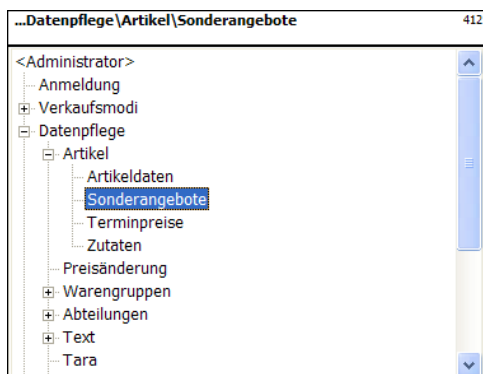 ...Datenpflege\Artikel\Sonderangebote 412
<Administrator>
Anmeldung
Verkaufsmodi
Datenpflege
Artikel
Artikeldaten
Sonderangebote
Terminpreise
Zutaten
Preisänderung
Warengruppen
Abteilungen
Text
Tara